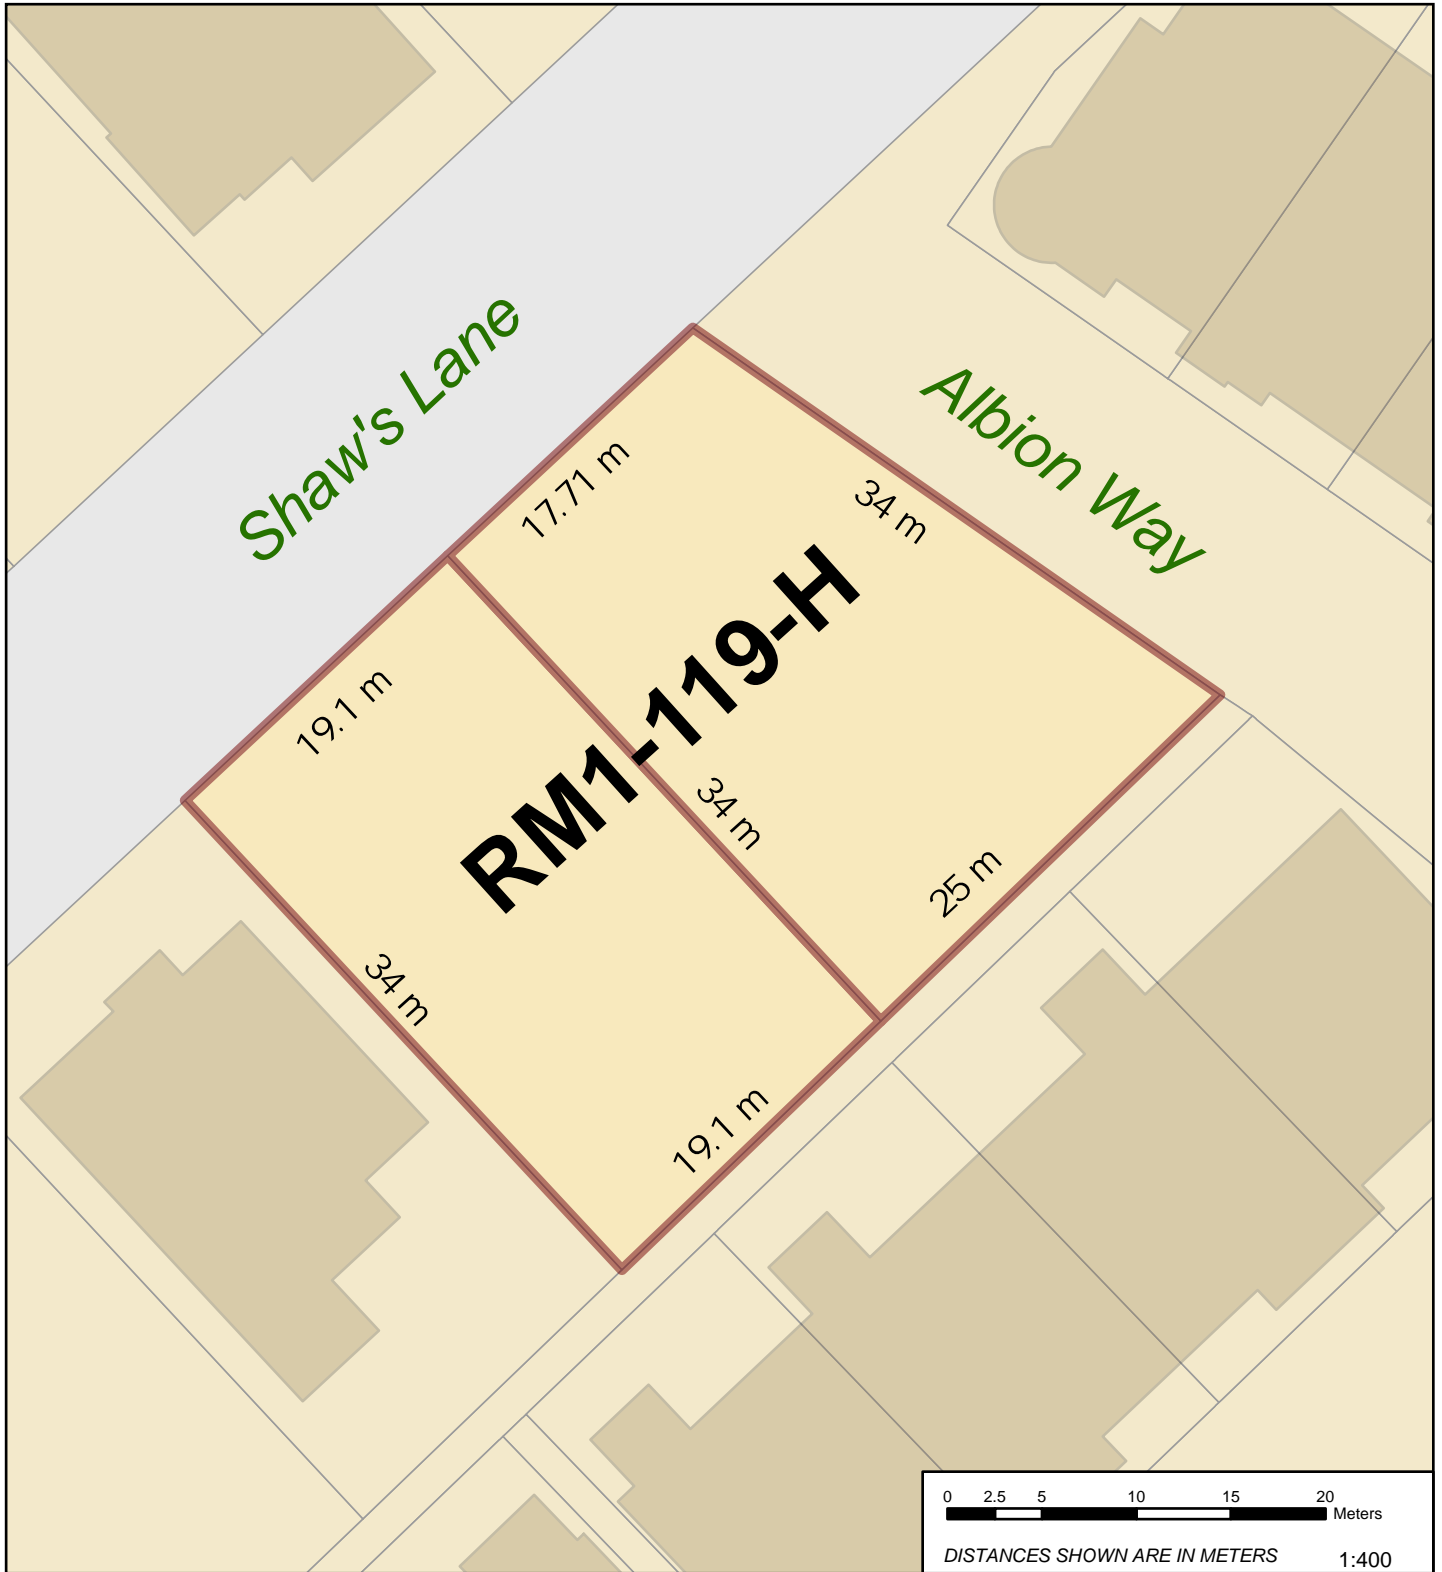 Shaw's Lane
Albion Way
17.71 m
34 m
19.1 m
RM1-119-H
34 m
25 m
34 m
19.1 m
0 2.5 5 10 15 20
Meters
DISTANCES SHOWN ARE IN METERS
1:400